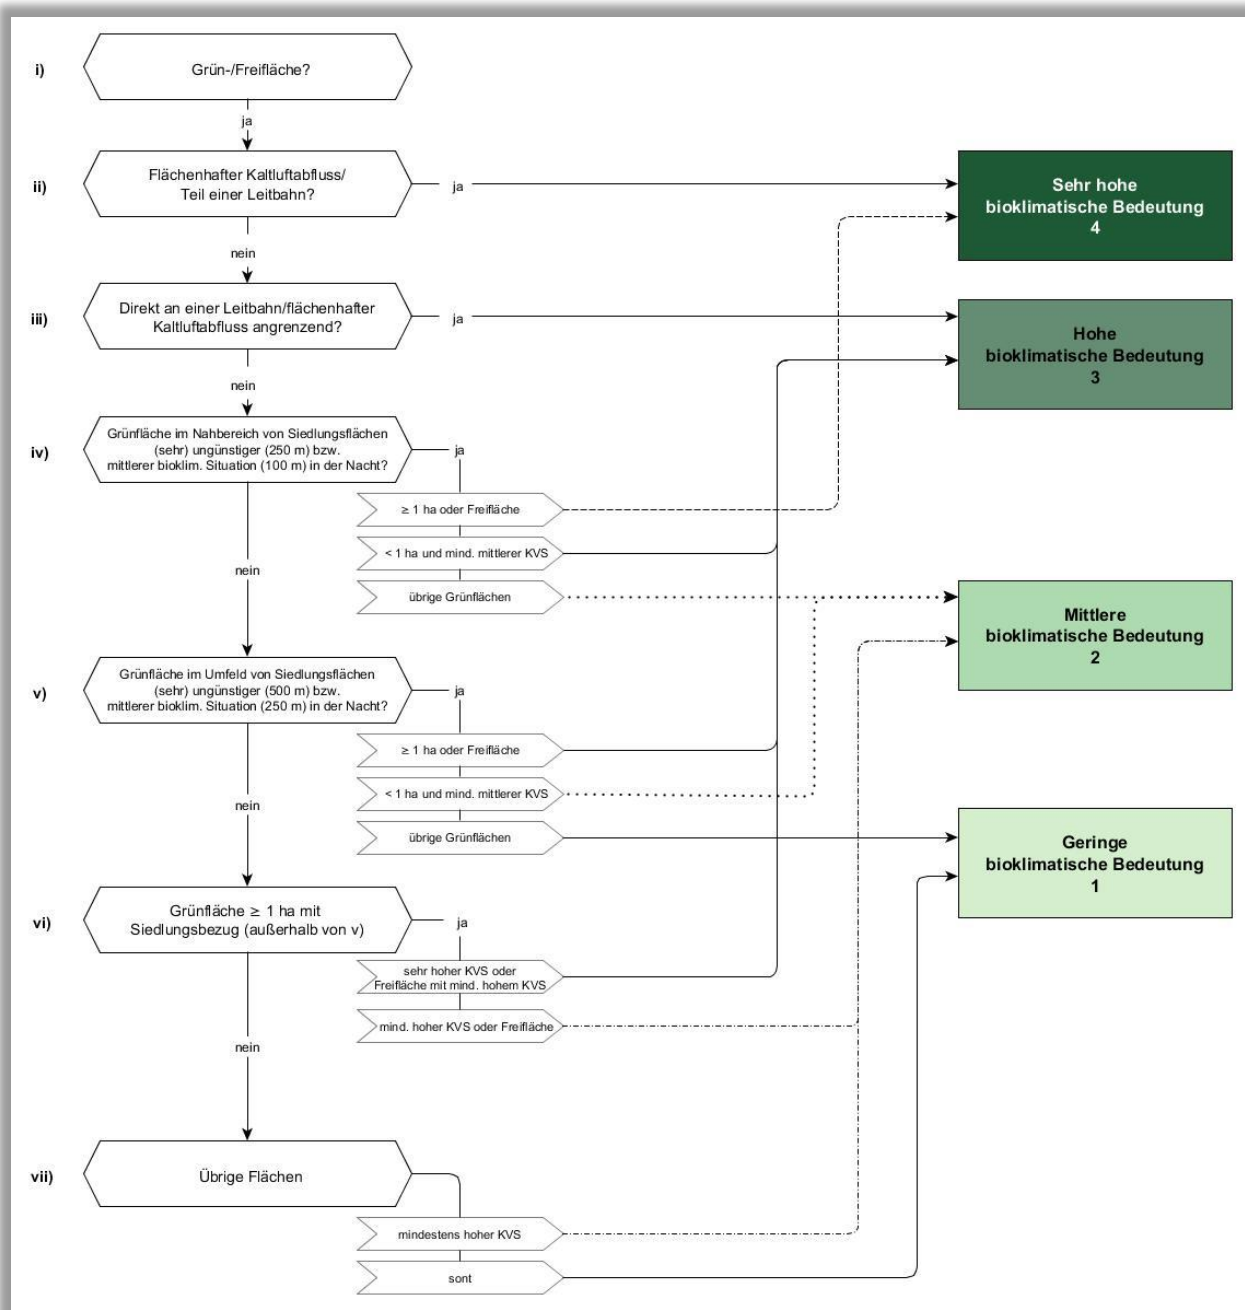 i)
Grün-/Freifläche?
ja
ii)
Flächenhafter Kaltluftabfluss/
Teil einer Leitbahn?
ja
Sehr hohe
bioklimatische Bedeutung
4
nein
iii)
Direkt an einer Leitbahn/flächenhafter
Kaltluftabfluss angrenzend?
ja
Hohe
bioklimatische Bedeutung
3
nein
iv)
Grünfläche im Nahbereich von Siedlungsflächen
(sehr) ungünstiger (250 m) bzw.
mittlerer bioklim. Situation (100 m) in der Nacht?
ja
≥ 1 ha oder Freifläche
< 1 ha und mind. mittlerer KVS
übrige Grünflächen
nein
Mittlere
bioklimatische Bedeutung
2
v)
Grünfläche im Umfeld von Siedlungsflächen
(sehr) ungünstiger (500 m) bzw.
mittlerer bioklim. Situation (250 m) in der Nacht?
ja
≥ 1 ha oder Freifläche
< 1 ha und mind. mittlerer KVS
übrige Grünflächen
nein
Geringe
bioklimatische Bedeutung
1
vi)
Grünfläche ≥ 1 ha mit
Siedlungsbezug (außerhalb von v)
ja
sehr hoher KVS oder
Freifläche mit mind. hohem KVS
mind. hoher KVS oder Freifläche
nein
vii)
Übrige Flächen
mindestens hoher KVS
sont